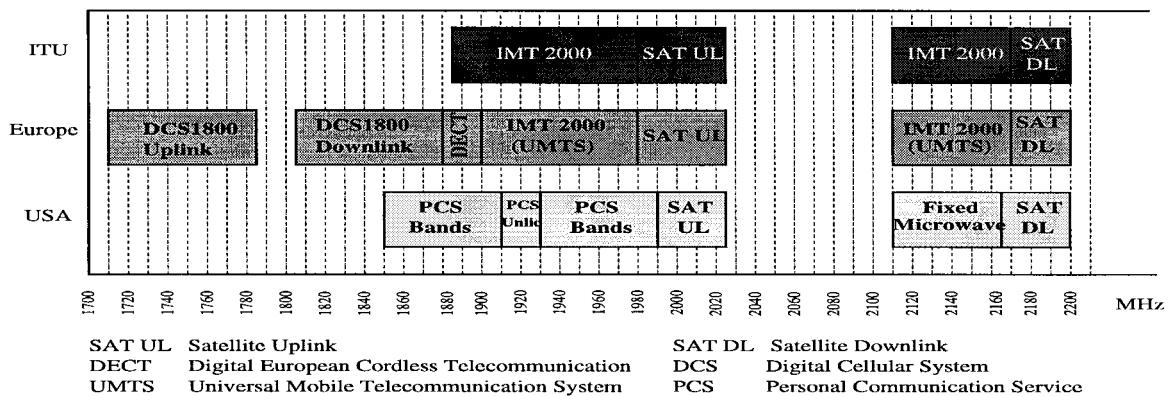 ITU
IMT 2000
SAT UL
IMT 2000
SAT
DL
Europe
DCS1800
Uplink
DCS1800
Downlink
DECT
IMT 2000
(UMTS)
SAT UL
IMT 2000
(UMTS)
SAT
DL
USA
PCS
Bands
PCS
Unlic
PCS
Bands
SAT
UL
Fixed
Microwave
SAT
DL
1700 1720 1740 1760 1780 1800 1820 1840 1860 1880 1900 1920 1940 1960 1980 2000 2020 2040 2060 2080 2100 2120 2140 2160 2180 2200 MHz
SAT UL Satellite Uplink SAT DL Satellite Downlink
DECT Digital European Cordless Telecommunication DCS Digital Cellular System
UMTS Universal Mobile Telecommunication System PCS Personal Communication Service